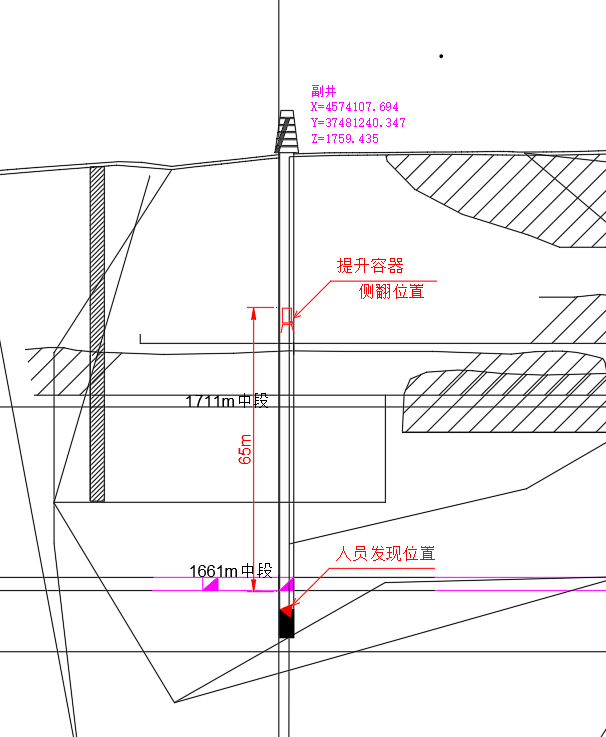 副井
X=4574107.694
Y=37481240.347
Z=1759.435
提升容器
侧翻位置
1711m中段
65m
人员发现位置
1661m中段